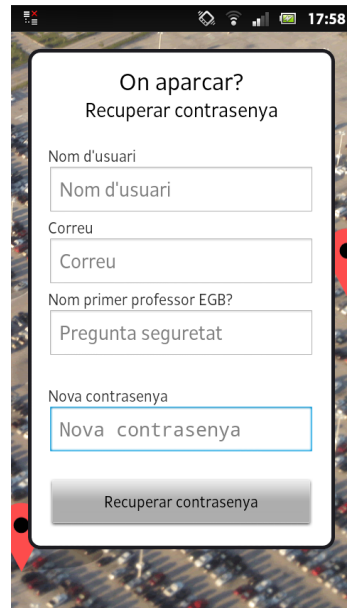 17:58
On aparcar?
Recuperar contrasenya
Nom d'usuari
Nom d'usuari
Correu
Correu
Nom primer professor EGB?
Pregunta seguretat
Nova contrasenya
Nova contrasenya
Recuperar contrasenya